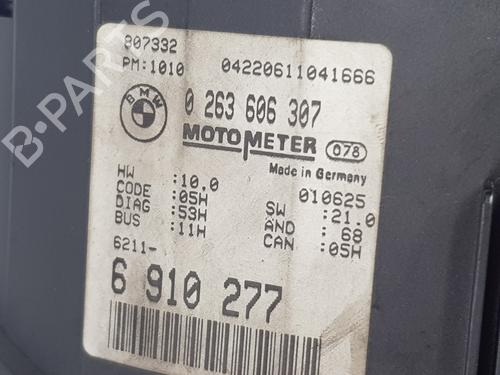 807332
PM:1010 04220611041666
BMW
0 263 606 307
MOTOMETER 078
Made in Germany
HW :10.0 010625
CODE :05H SW :21.0
DIAG :53H ÄND : 68
BUS :11H CAN :05H
6211-
6 910 277
B-PARTS